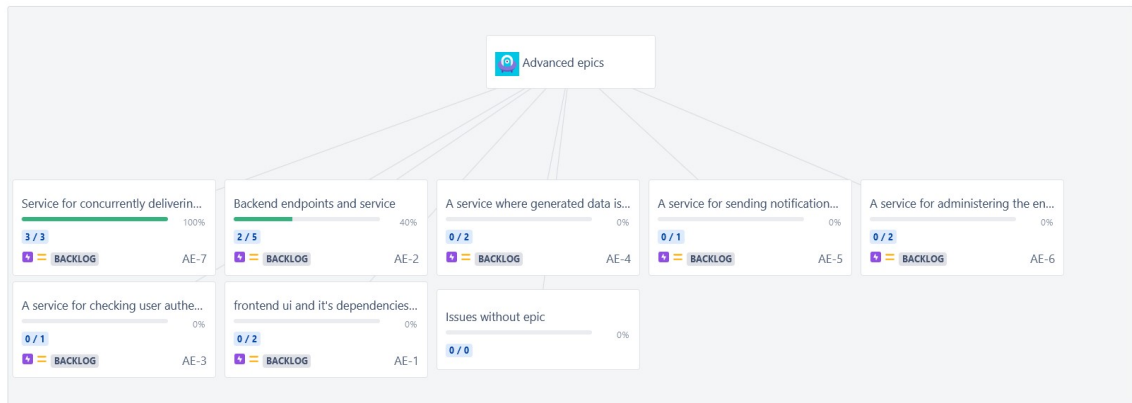 Advanced epics
Service for concurrently deliverin...
100%
3 / 3
BACKLOG AE-7
Backend endpoints and service
40%
2 / 5
BACKLOG AE-2
A service where generated data is...
0%
0 / 2
BACKLOG AE-4
A service for sending notification...
0%
0 / 1
BACKLOG AE-5
A service for administering the en...
0%
0 / 2
BACKLOG AE-6
A service for checking user authe...
0%
0 / 1
BACKLOG AE-3
frontend ui and it's dependencies...
0%
0 / 2
BACKLOG AE-1
Issues without epic
0%
0 / 0